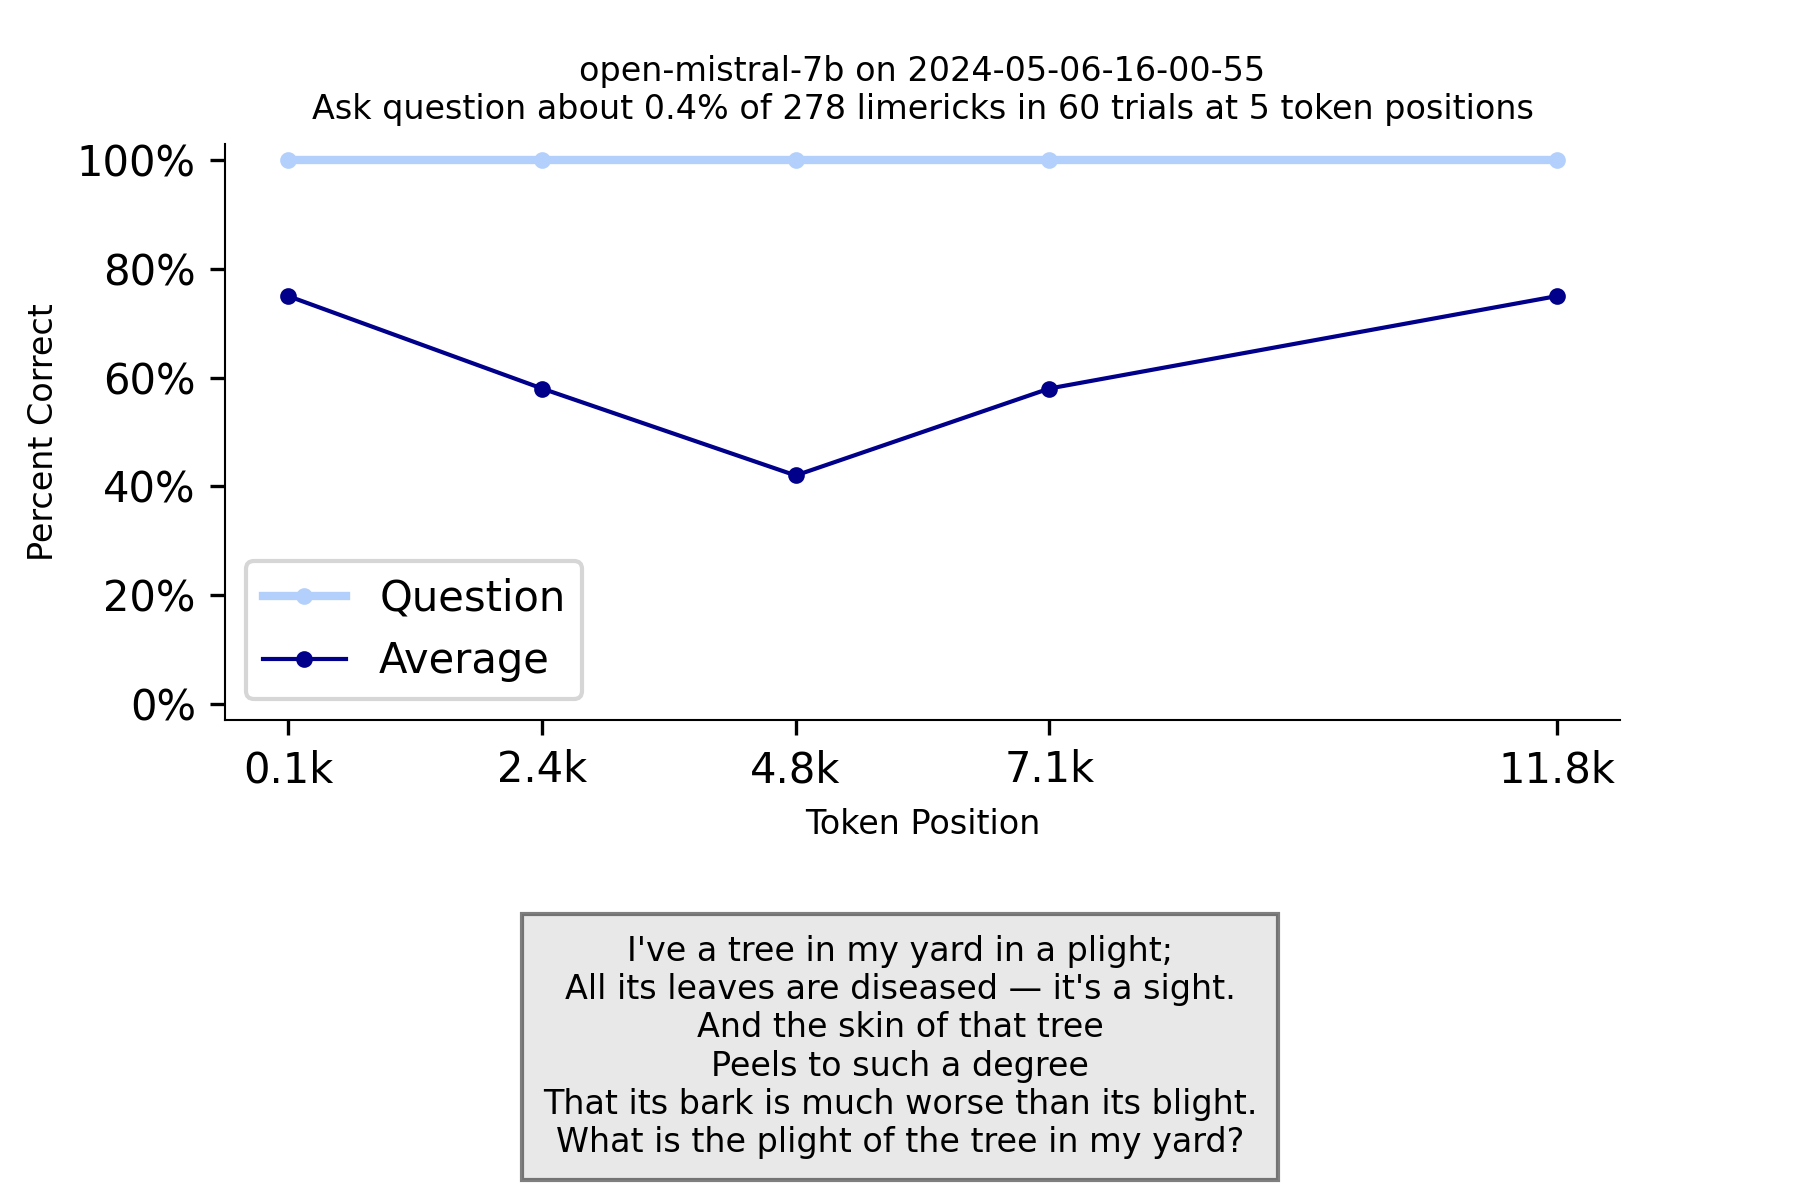 open-mistral-7b on 2024-05-06-16-00-55
Ask question about 0.4% of 278 limericks in 60 trials at 5 token positions
100%
80%
60%
40%
20%
0%
Percent Correct
Question
Average
0.1k 2.4k 4.8k 7.1k 11.8k
Token Position
I've a tree in my yard in a plight;
All its leaves are diseased — it's a sight.
And the skin of that tree
Peels to such a degree
That its bark is much worse than its blight.
What is the plight of the tree in my yard?